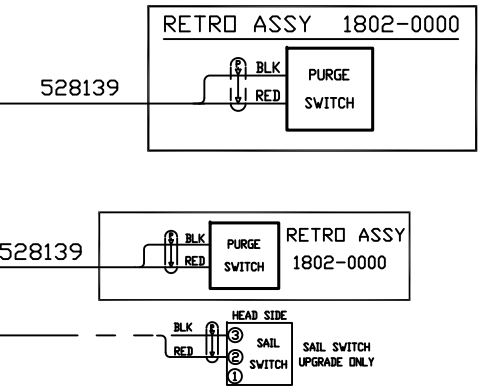 RETRO ASSY 1802-0000
P
BLK
PURGE
528139
RED
SWITCH
P
BLK
PURGE
RETRO ASSY
528139
RED
SWITCH
1802-0000
HEAD SIDE
P
BLK
3
SAIL
SAIL SWITCH
RED
2
SWITCH
UPGRADE ONLY
1